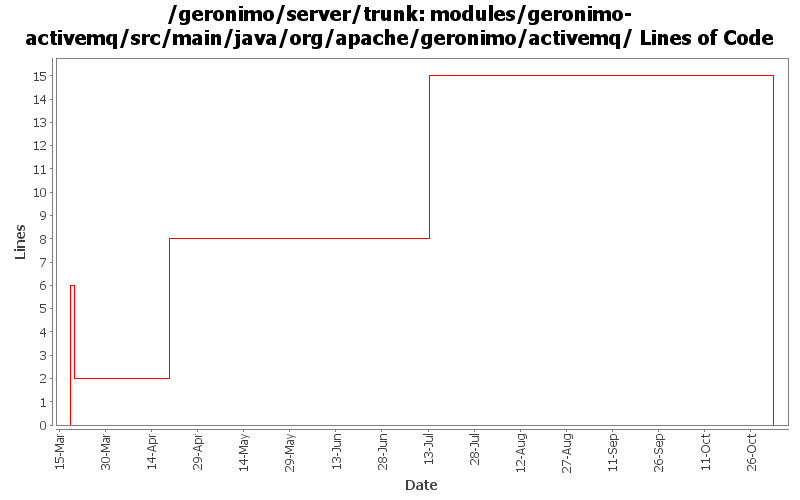 /geronimo/server/trunk: modules/geronimo-
activemq/src/main/java/org/apache/geronimo/activemq/ Lines of Code
Lines
15
14
13
12
11
10
9
8
7
6
5
4
3
2
1
0
15-Mar
30-Mar
14-Apr
29-Apr
14-May
29-May
13-Jun
28-Jun
13-Jul
28-Jul
12-Aug
27-Aug
11-Sep
26-Sep
11-Oct
26-Oct
Date